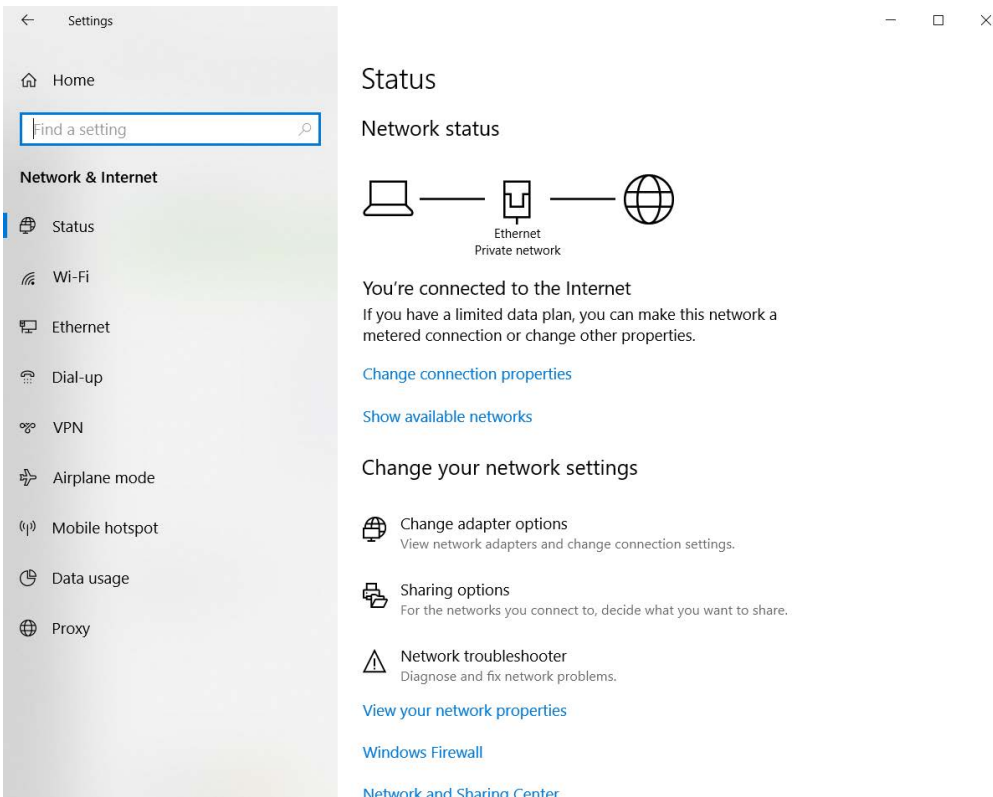 Settings
Home
Find a setting
Network & Internet
Status
Wi-Fi
Ethernet
Dial-up
VPN
Airplane mode
Mobile hotspot
Data usage
Proxy
Status
Network status
Ethernet
Private network
You're connected to the Internet
If you have a limited data plan, you can make this network a
metered connection or change other properties.
Change connection properties
Show available networks
Change your network settings
Change adapter options
View network adapters and change connection settings.
Sharing options
For the networks you connect to, decide what you want to share.
Network troubleshooter
Diagnose and fix network problems.
View your network properties
Windows Firewall
Network and Sharing Center